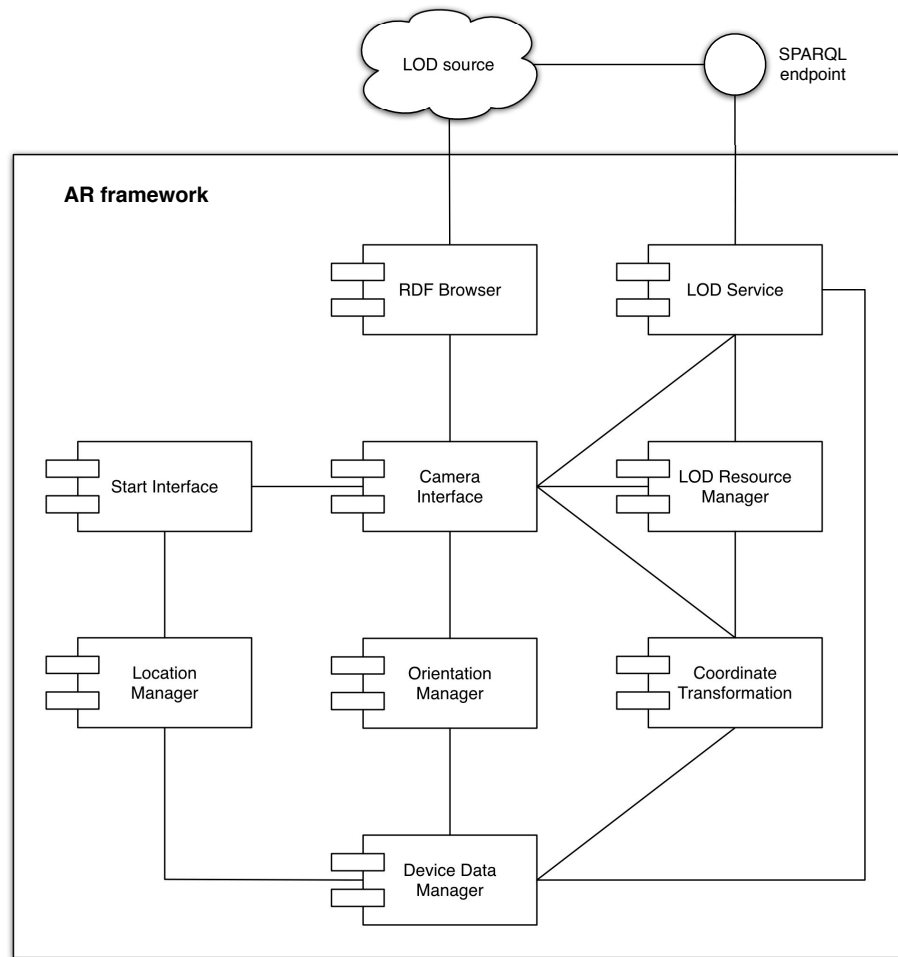 LOD source
SPARQL
endpoint
AR framework
RDF Browser
LOD Service
Start Interface
Camera
Interface
LOD Resource
Manager
Location
Manager
Orientation
Manager
Coordinate
Transformation
Device Data
Manager